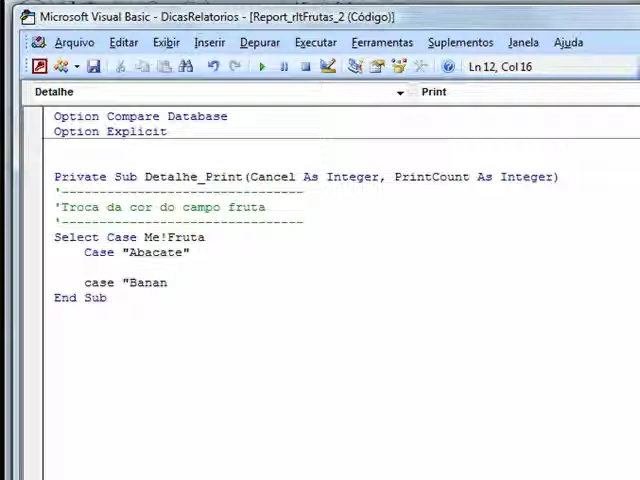 Microsoft Visual Basic - DicasRelatorios - [Report_rltFrutas_2 (Código)]
Arquivo Editar Exibir Inserir Depurar Executar Ferramentas Suplementos Janela Ajuda
Ln 12, Col 16
Detalhe Print
Option Compare Database
Option Explicit
Private Sub Detalhe_Print(Cancel As Integer, PrintCount As Integer)
'--------------------------------
'Troca da cor do campo fruta
'--------------------------------
Select Case Me!Fruta
Case "Abacate"
case "Banan
End Sub